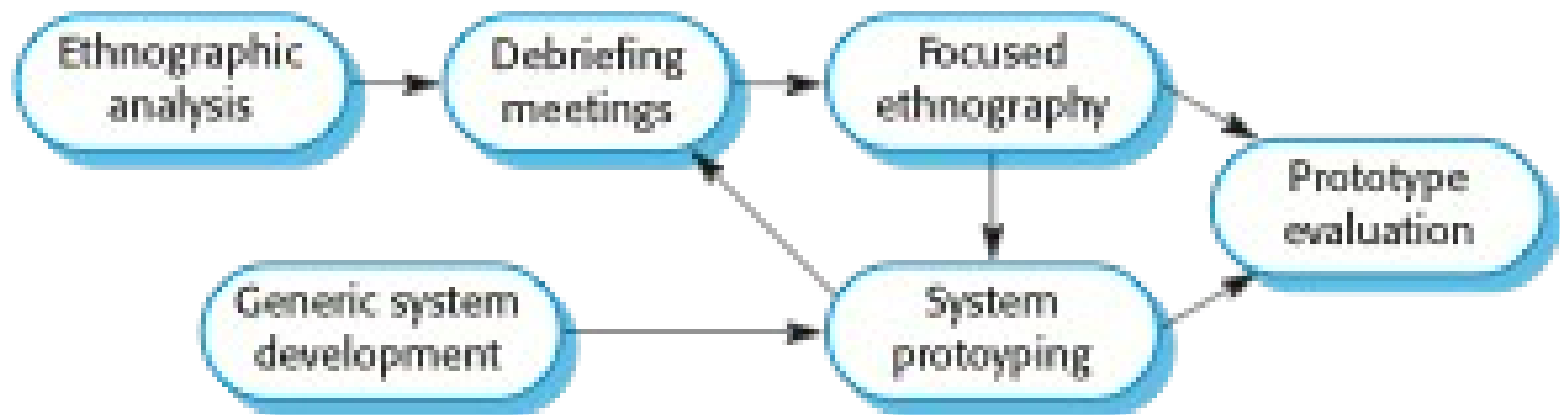 Ethnographic
analysis
Debriefing
meetings
Focused
ethnography
Prototype
evaluation
Generic system
development
System
protoyping